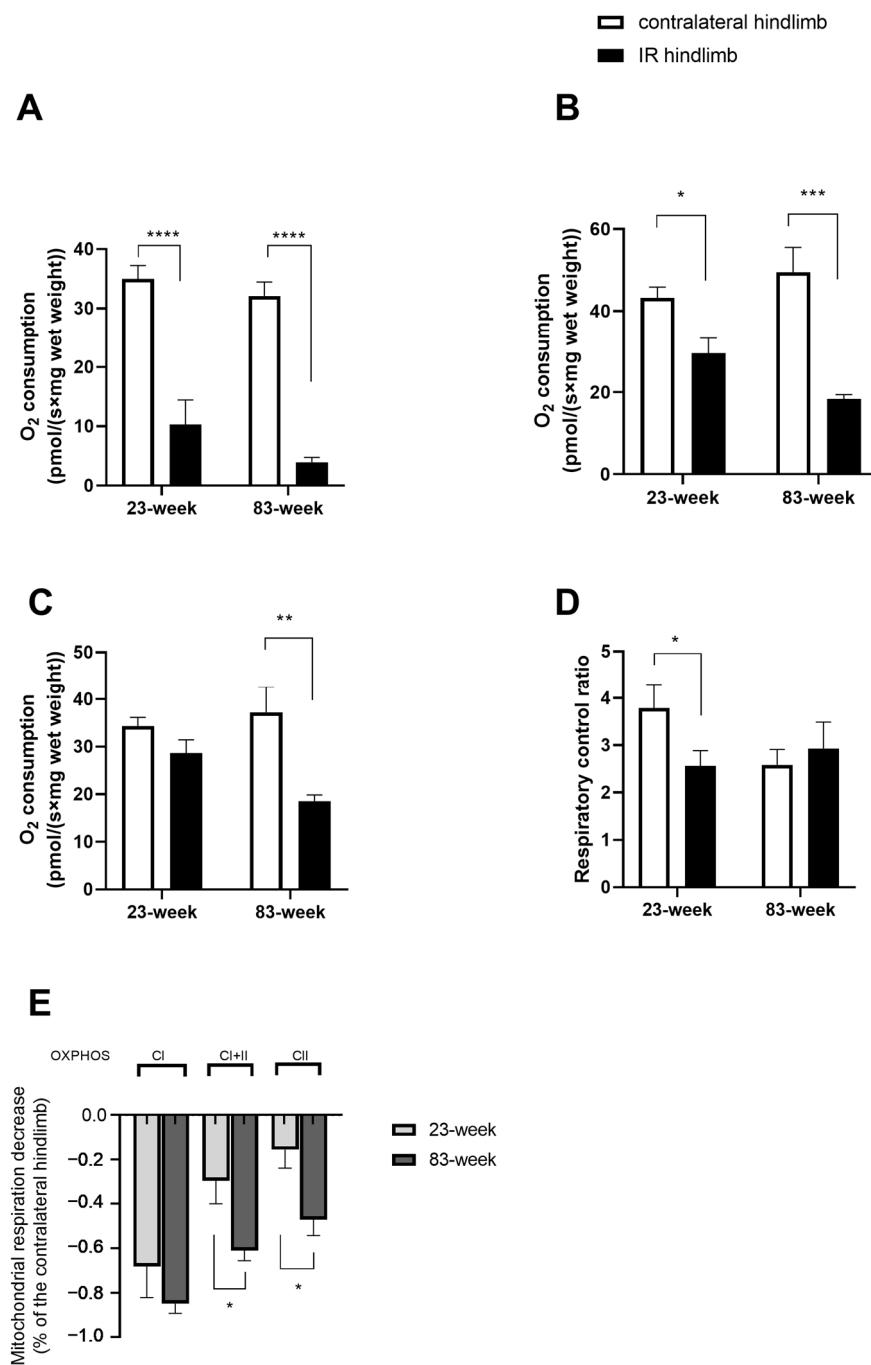 contralateral hindlimb
IR hindlimb
A
B
****
****
O2 consumption
(pmol/(s×mg wet weight))
40
30
20
10
0
23-week
83-week
*
***
O2 consumption
(pmol/(s×mg wet weight))
60
40
20
0
23-week
83-week
C
D
**
O2 consumption
(pmol/(s×mg wet weight))
50
40
30
20
10
0
23-week
83-week
*
Respiratory control ratio
5
4
3
2
1
0
23-week
83-week
E
OXPHOS CI CI+II CII
Mitochondrial respiration decrease
(% of the contralateral hindlimb)
0.0
−0.2
−0.4
−0.6
−0.8
−1.0
*
*
23-week
83-week